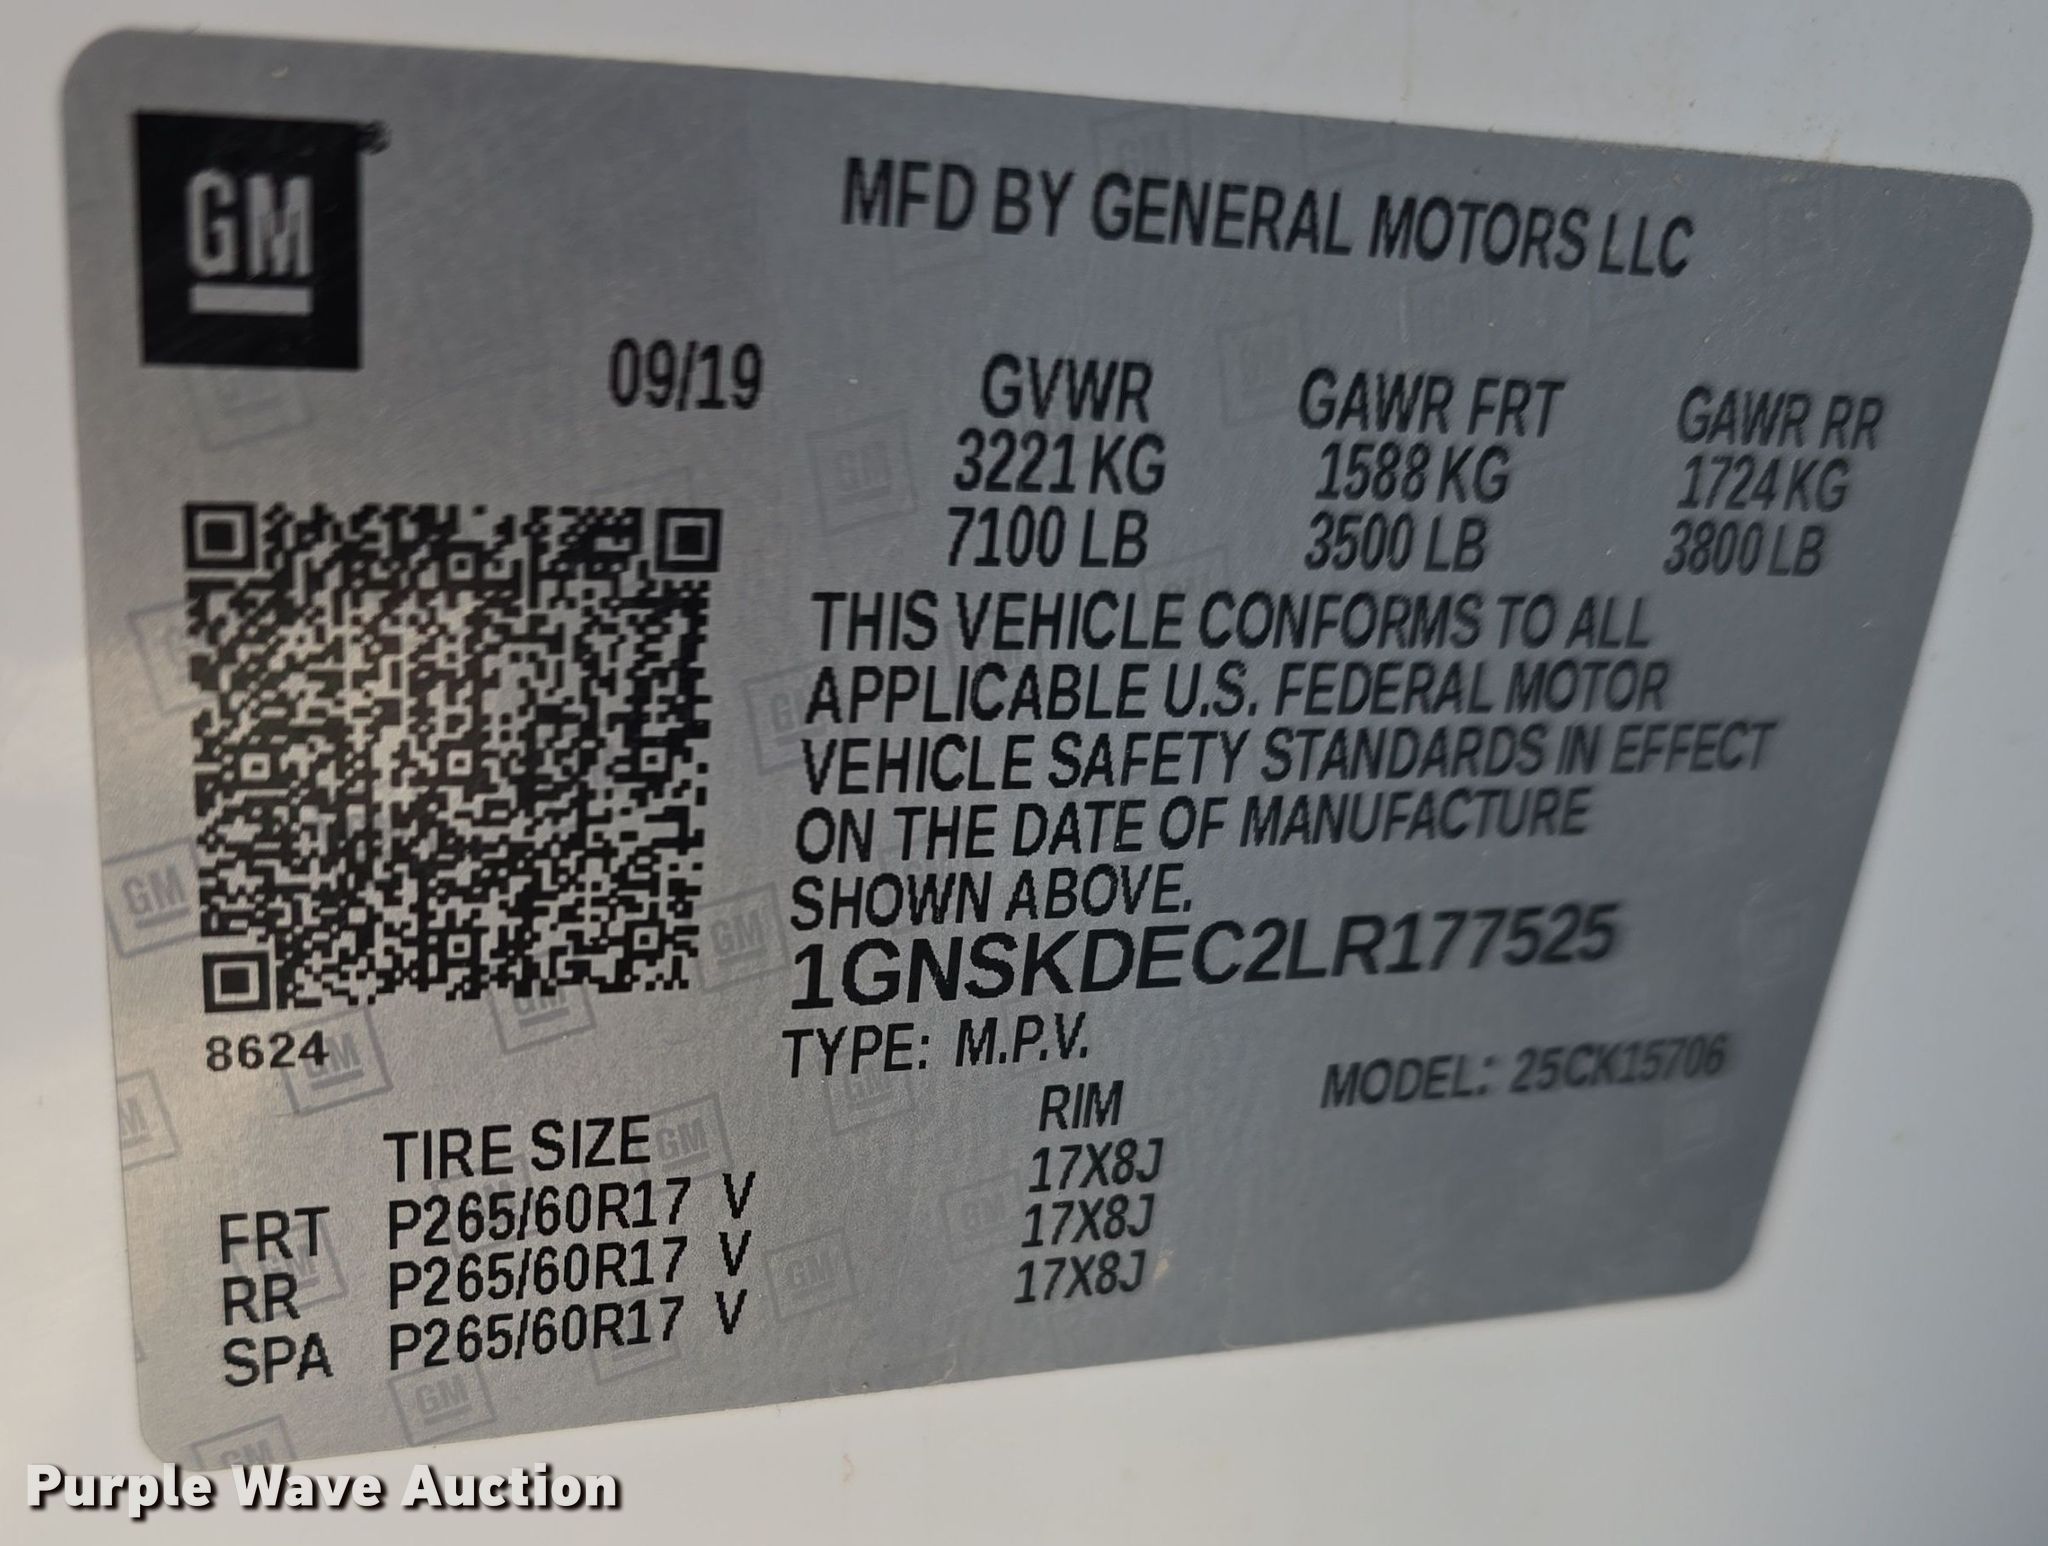 GM
MFD BY GENERAL MOTORS LLC
09/19 GVWR GAWR FRT GAWR RR
3221 KG 1588 KG 1724 KG
7100 LB 3500 LB 3800 LB
THIS VEHICLE CONFORMS TO ALL
APPLICABLE U.S. FEDERAL MOTOR
VEHICLE SAFETY STANDARDS IN EFFECT
ON THE DATE OF MANUFACTURE
SHOWN ABOVE.
1GNSKDEC2LR177525
8624
TYPE: M.P.V. MODEL: 25CK15706
TIRE SIZE RIM
FRT P265/60R17 V 17X8J
RR P265/60R17 V 17X8J
SPA P265/60R17 V 17X8J
Purple Wave Auction